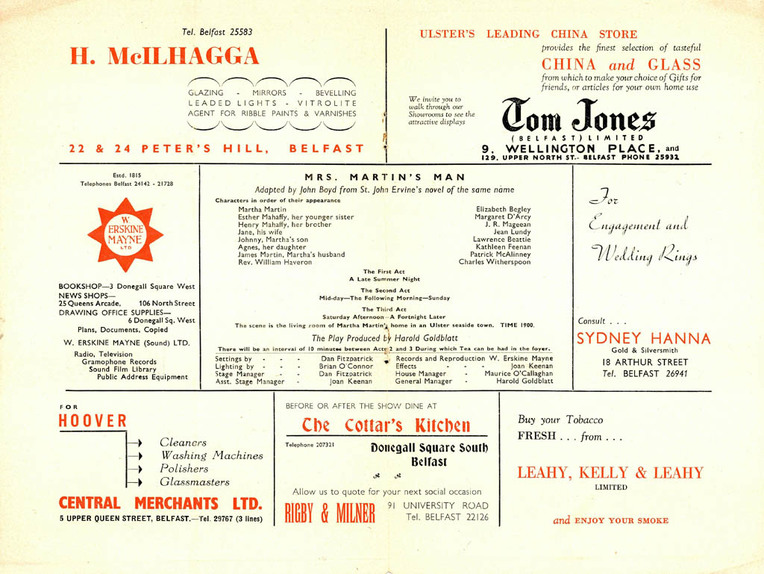 Tel. Belfast 25583
H. McILHAGGA
GLAZING - MIRRORS - BEVELLING
LEADED LIGHTS - VITROLITE
AGENT FOR RIBBLE PAINTS & VARNISHES
22 & 24 PETER'S HILL, BELFAST
ULSTER'S LEADING CHINA STORE
provides the finest selection of tasteful
CHINA and GLASS
from which to make your choice of Gifts for
friends, or articles for your own home use
We invite you to
walk through our
Showrooms to see the
attractive displays
Tom Jones
(BELFAST) LIMITED
9, WELLINGTON PLACE, and
129, UPPER NORTH ST.- BELFAST PHONE 25932
Estd. 1815
Telephones Belfast 24142 - 21728
W
ERSKINE
MAYNE
LTD
BOOKSHOP—3 Donegall Square West
NEWS SHOPS—
25 Queens Arcade, 106 North Street
DRAWING OFFICE SUPPLIES—
6 Donegall Sq. West
Plans, Documents, Copied
W. ERSKINE MAYNE (Sound) LTD.
Radio, Television
Gramophone Records
Sound Film Library
Public Address Equipment
MRS. MARTIN'S MAN
Adapted by John Boyd from St. John Ervine's novel of the same name
Characters in order of their appearance
Martha Martin Elizabeth Begley
Esther Mahaffy, her younger sister Margaret D'Arcy
Henry Mahaffy, her brother J. R. Mageean
Jane, his wife Jean Lundy
Johnny, Martha's son Lawrence Beattie
Agnes, her daughter Kathleen Feenan
James Martin, Martha's husband Patrick McAlinney
Rev. William Haveron Charles Witherspoon
The First Act
A Late Summer Night
The Second Act
Mid-day—The Following Morning—Sunday
The Third Act
Saturday Afternoon—A Fortnight Later
The scene is the living room of Martha Martin's home in an Ulster seaside town. TIME 1900.
The Play Produced by Harold Goldblatt
There will be an interval of 10 minutes between Acts 2 and 3 During which Tea can be had in the foyer.
Settings by - - - Dan Fitzpatrick Records and Reproduction W. Erskine Mayne
Lighting by - - - Brian O'Connor Effects - - - Joan Keenan
Stage Manager - - Dan Fitzpatrick House Manager - Maurice O'Callaghan
Asst. Stage Manager - Joan Keenan General Manager - Harold Goldblatt
For
Engagement and
Wedding Rings
Consult . . .
SYDNEY HANNA
Gold & Silversmith
18 ARTHUR STREET
Tel. BELFAST 26941
FOR
HOOVER
Cleaners
Washing Machines
Polishers
Glassmasters
CENTRAL MERCHANTS LTD.
5 UPPER QUEEN STREET, BELFAST.—Tel. 29767 (3 lines)
BEFORE OR AFTER THE SHOW DINE AT
The Cottar's Kitchen
Telephone 207321
Donegall Square South
Belfast
Allow us to quote for your next social occasion
RIGBY & MILNER
91 UNIVERSITY ROAD
Tel. BELFAST 22126
Buy your Tobacco
FRESH . . . from . . .
LEAHY, KELLY & LEAHY
LIMITED
and ENJOY YOUR SMOKE